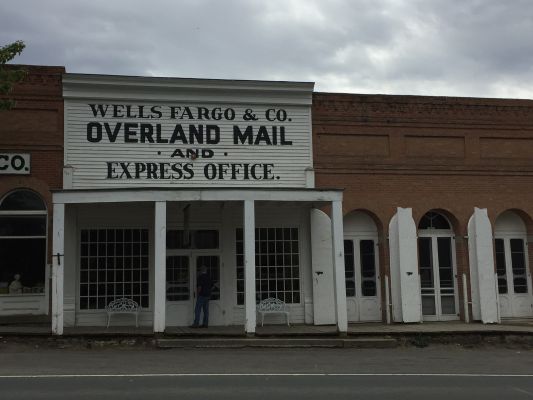 WELLS FARGO & CO.
OVERLAND MAIL
· AND ·
EXPRESS OFFICE.
CO.